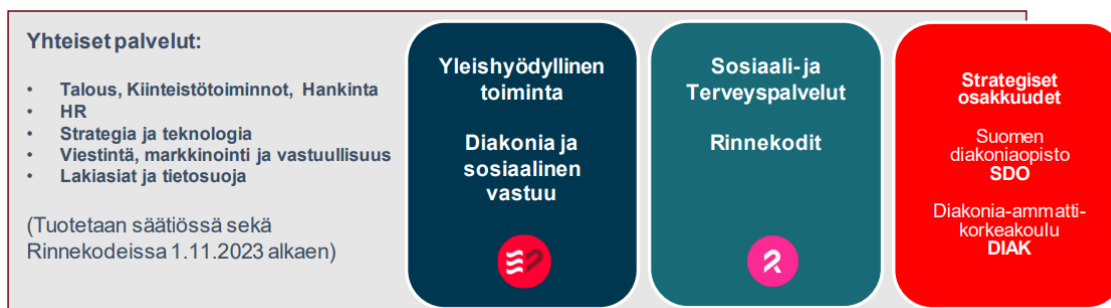 Yhteiset palvelut:
• Talous, Kiinteistötoiminnot, Hankinta
• HR
• Strategia ja teknologia
• Viestintä, markkinointi ja vastuullisuus
• Lakiasiat ja tietosuoja
(Tuotetaan säätiössä sekä
Rinnekodeissa 1.11.2023 alkaen)
Yleishyödyllinen
toiminta
Diakonia ja
sosiaalinen
vastuu
Sosiaali- ja
Terveyspalvelut
Rinnekodit
Strategiset
osakkuudet
Suomen
diakoniaopisto
SDO
Diakonia-ammatti-
korkeakoulu
DIAK